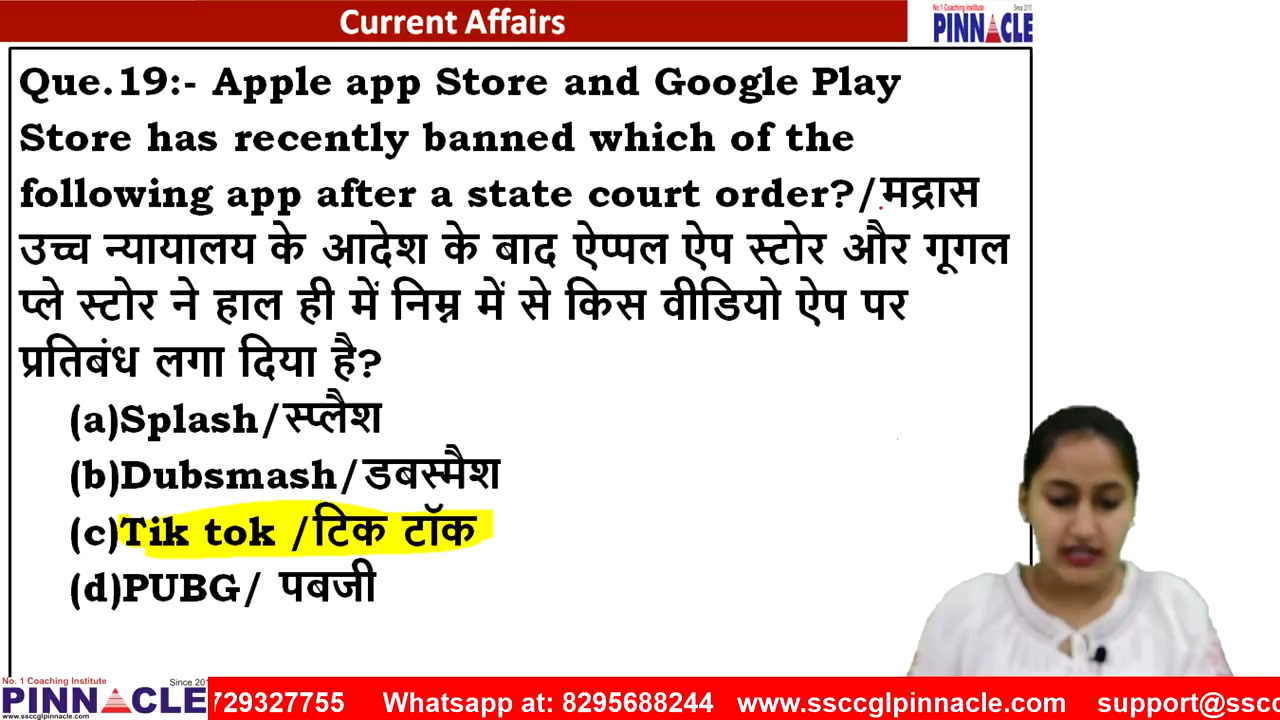 Current Affairs
No.1 Coaching Institute
Since 2010
PINNACLE
Que.19:- Apple app Store and Google Play
Store has recently banned which of the
following app after a state court order?/मद्रास
उच्च न्यायालय के आदेश के बाद ऐप्पल ऐप स्टोर और गूगल
प्ले स्टोर ने हाल ही में निम्न में से किस वीडियो ऐप पर
प्रतिबंध लगा दिया है?
(a)Splash/स्प्लैश
(b)Dubsmash/डबस्मैश
(c)Tik tok /टिक टॉक
(d)PUBG/ पबजी
No. 1 Coaching Institute
Since 201
PINNACLE
www.ssccglpinnacle.com
729327755 Whatsapp at: 8295688244 www.ssccglpinnacle.com support@sscc